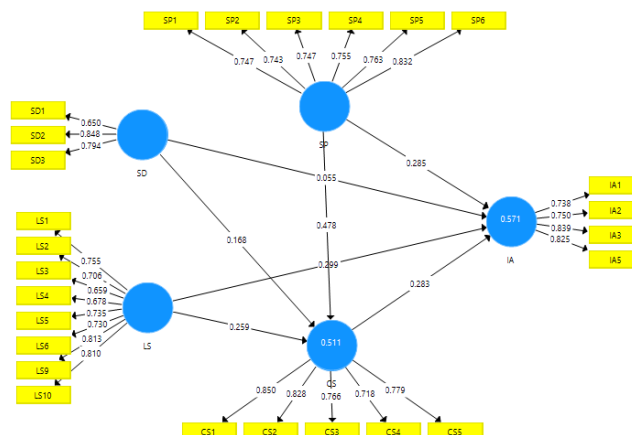 SP1 SP2 SP3 SP4 SP5 SP6
0.747 0.743 0.747 0.755 0.763 0.832
SP
SD1
SD2
SD3
0.650
0.848
0.794
SD
0.285
0.055
0.478
0.168
0.571
IA
0.738
0.750
0.839
0.825
IA1
IA2
IA3
IA5
LS1
LS2
LS3
LS4
LS5
LS6
LS9
LS10
0.755
0.706
0.659
0.678
0.735
0.730
0.813
0.810
LS
0.299
0.259
0.283
0.511
CS
0.850 0.828 0.766 0.718 0.779
CS1 CS2 CS3 CS4 CS5